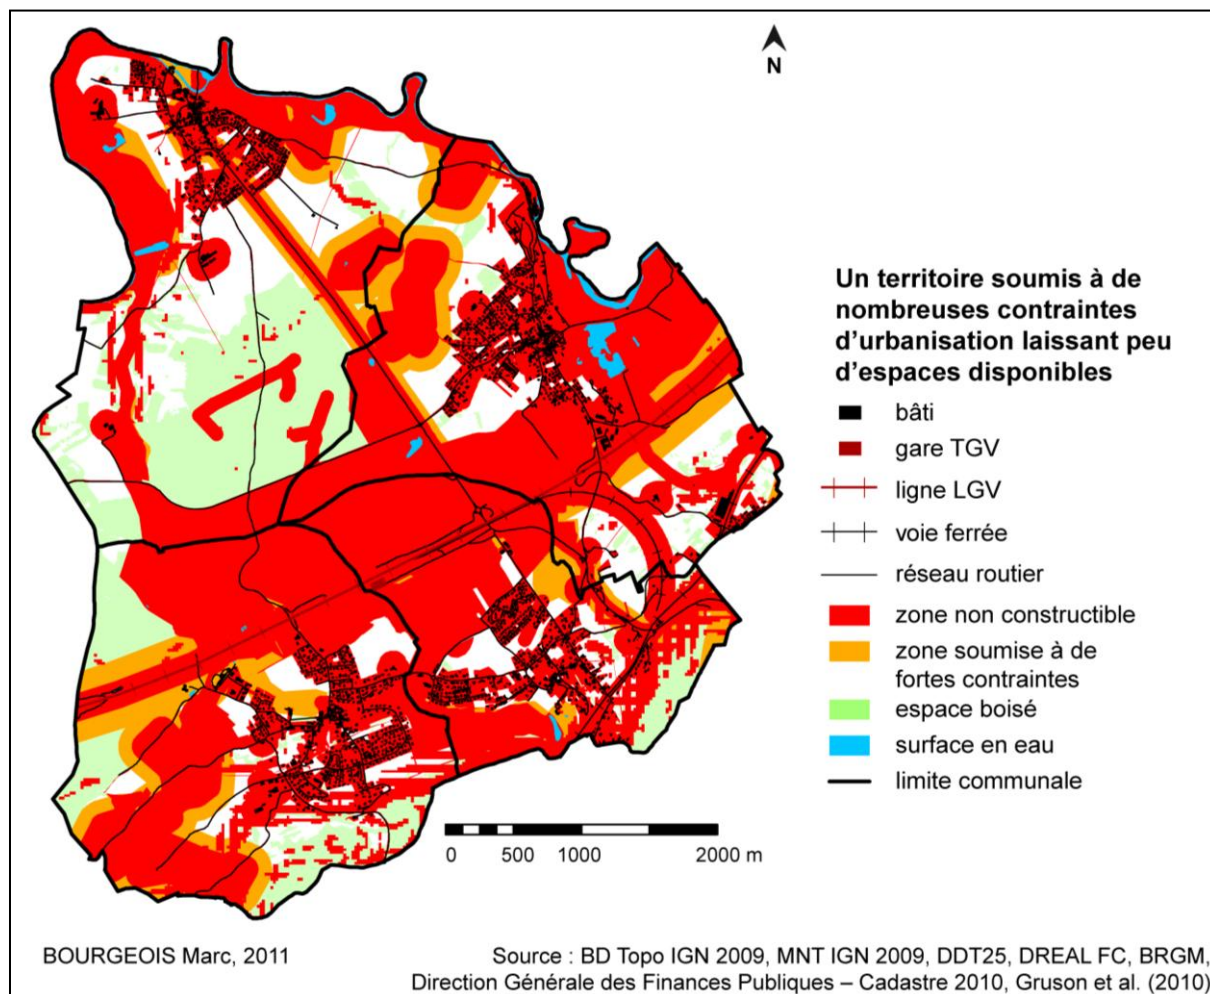 N
Un territoire soumis à de
nombreuses contraintes
d’urbanisation laissant peu
d’espaces disponibles
bâti
gare TGV
ligne LGV
voie ferrée
réseau routier
zone non constructible
zone soumise à de
fortes contraintes
espace boisé
surface en eau
limite communale
0 500 1000 2000 m
BOURGEOIS Marc, 2011
Source : BD Topo IGN 2009, MNT IGN 2009, DDT25, DREAL FC, BRGM,
Direction Générale des Finances Publiques – Cadastre 2010, Gruson et al. (2010)